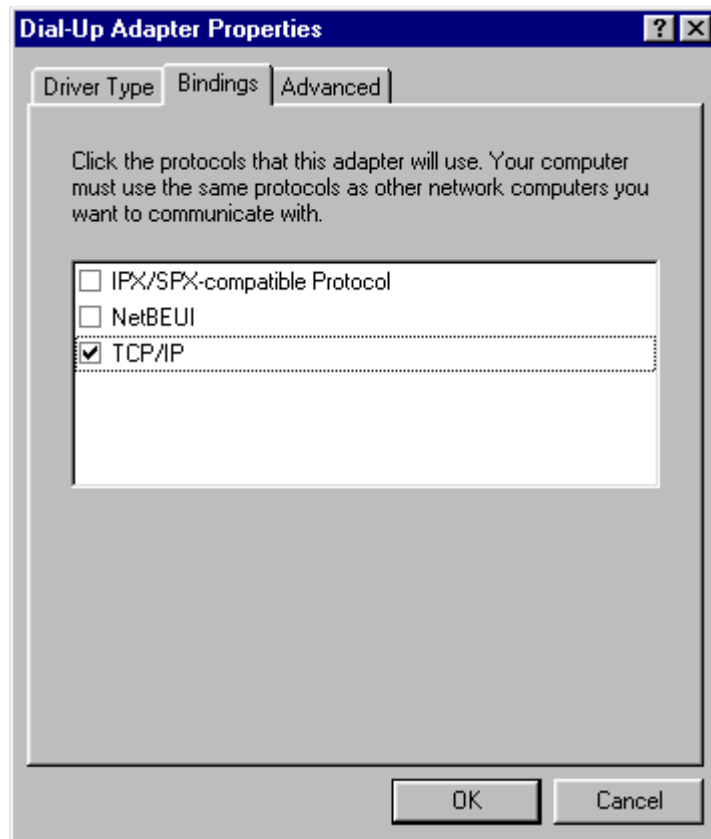 Dial-Up Adapter Properties
Driver Type Bindings Advanced
Click the protocols that this adapter will use. Your computer
must use the same protocols as other network computers you
want to communicate with.
IPX/SPX-compatible Protocol
NetBEUI
TCP/IP
OK Cancel